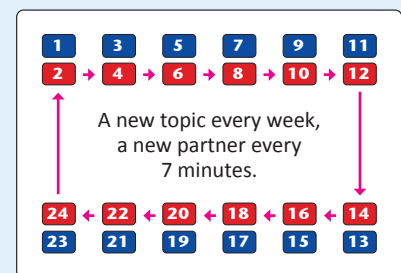 1 3 5 7 9 11
2 4 6 8 10 12
A new topic every week,
a new partner every
7 minutes.
24 22 20 18 16 14
23 21 19 17 15 13